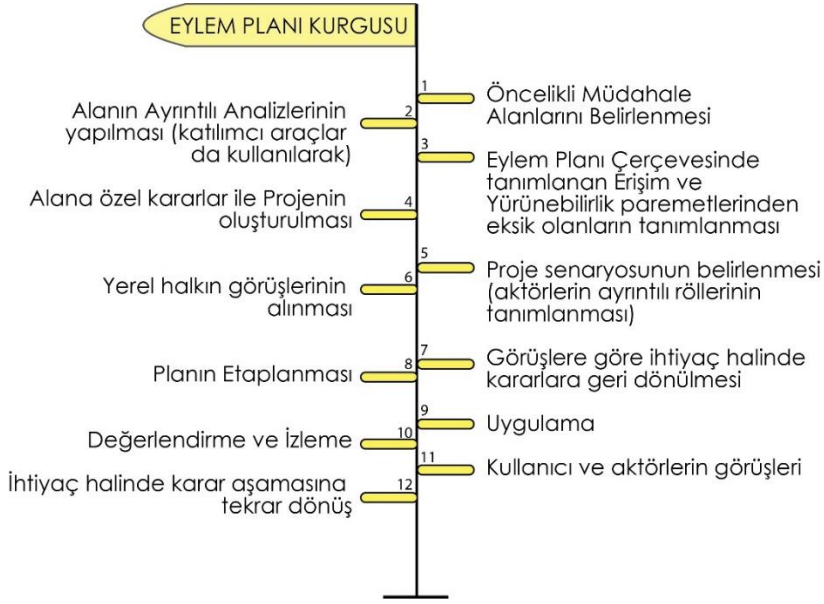 EYLEM PLANI KURGUSU
1
Öncelikli Müdahale
Alanlarını Belirlenmesi
2
Alanın Ayrıntılı Analizlerinin
yapılması (katılımcı araçlar
da kullanılarak)
3
Eylem Planı Çerçevesinde
tanımlanan Erişim ve
Yürünebilirlik paremetlerinden
eksik olanların tanımlanması
4
Alana özel kararlar ile Projenin
oluşturulması
5
Proje senaryosunun belirlenmesi
(aktörlerin ayrıntılı röllerinin
tanımlanması)
6
Yerel halkın görüşlerinin
alınması
7
Görüşlere göre ihtiyaç halinde
kararlara geri dönülmesi
8
Planın Etaplanması
9
Uygulama
10
Değerlendirme ve İzleme
11
Kullanıcı ve aktörlerin görüşleri
12
İhtiyaç halinde karar aşamasına
tekrar dönüş